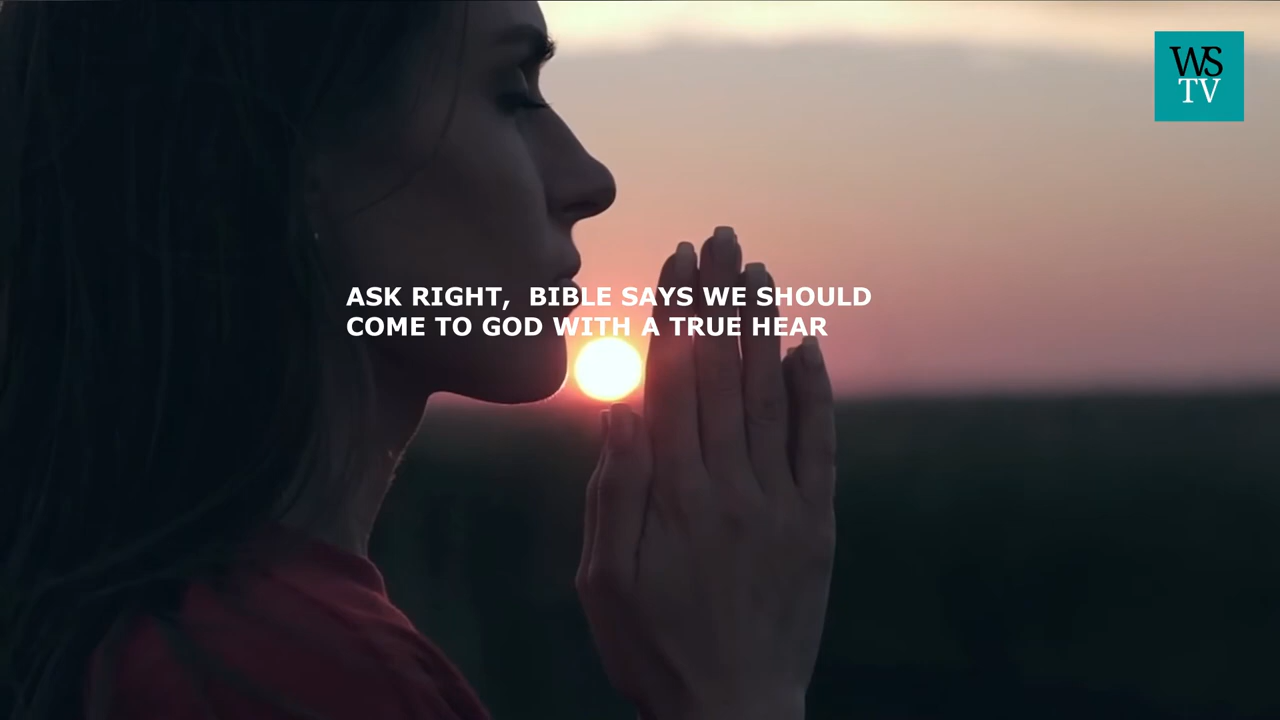 WS
TV
ASK RIGHT, BIBLE SAYS WE SHOULD
COME TO GOD WITH A TRUE HEAR